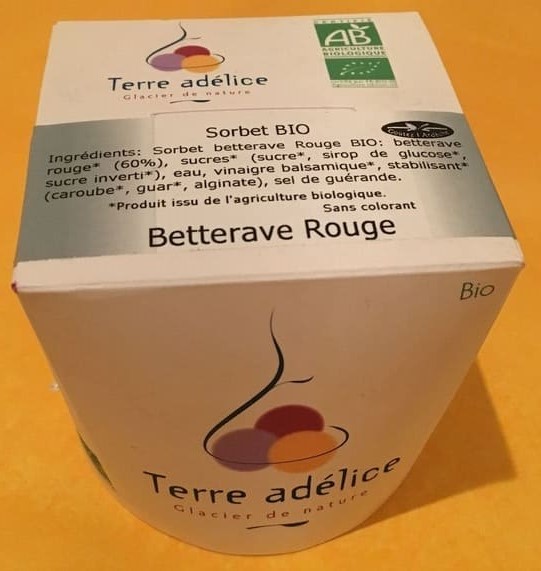 Terre adélice
Glacier de nature
AB
AGRICULTURE
BIOLOGIQUE
Sorbet BIO
Goûtez l'Ardèche
Ingrédients: Sorbet betterave Rouge BIO: betterave
rouge* (60%), sucres* (sucre*, sirop de glucose*,
sucre inverti*), eau, vinaigre balsamique*, stabilisant*
(caroube*, guar*, alginate), sel de guérande.
*Produit issu de l'agriculture biologique.
Sans colorant
Betterave Rouge
Bio
Terre adélice
Glacier de nature